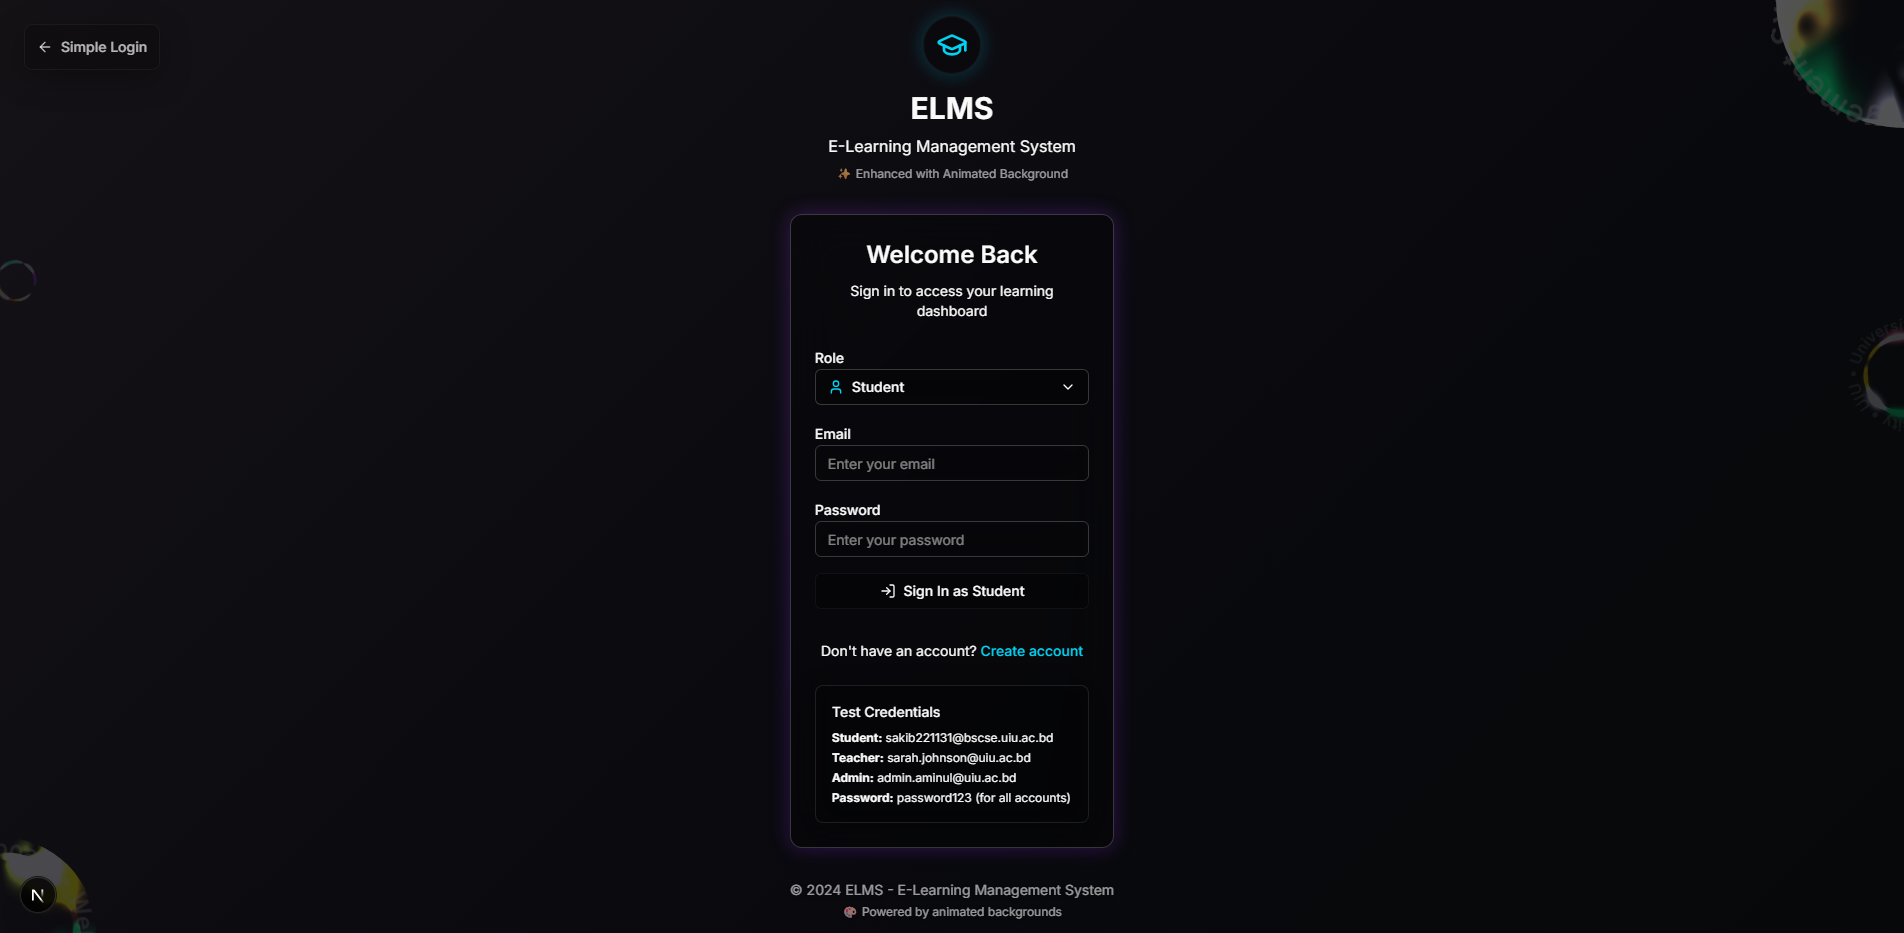 Simple Login
ELMS
E-Learning Management System
✨ Enhanced with Animated Background
Welcome Back
Sign in to access your learning
dashboard
Role
Student
Email
Enter your email
Password
Enter your password
Sign In as Student
Don't have an account? Create account
Test Credentials
Student: sakib221131@bscse.uiu.ac.bd
Teacher: sarah.johnson@uiu.ac.bd
Admin: admin.aminul@uiu.ac.bd
Password: password123 (for all accounts)
© 2024 ELMS - E-Learning Management System
🎨 Powered by animated backgrounds
N
• UIU •